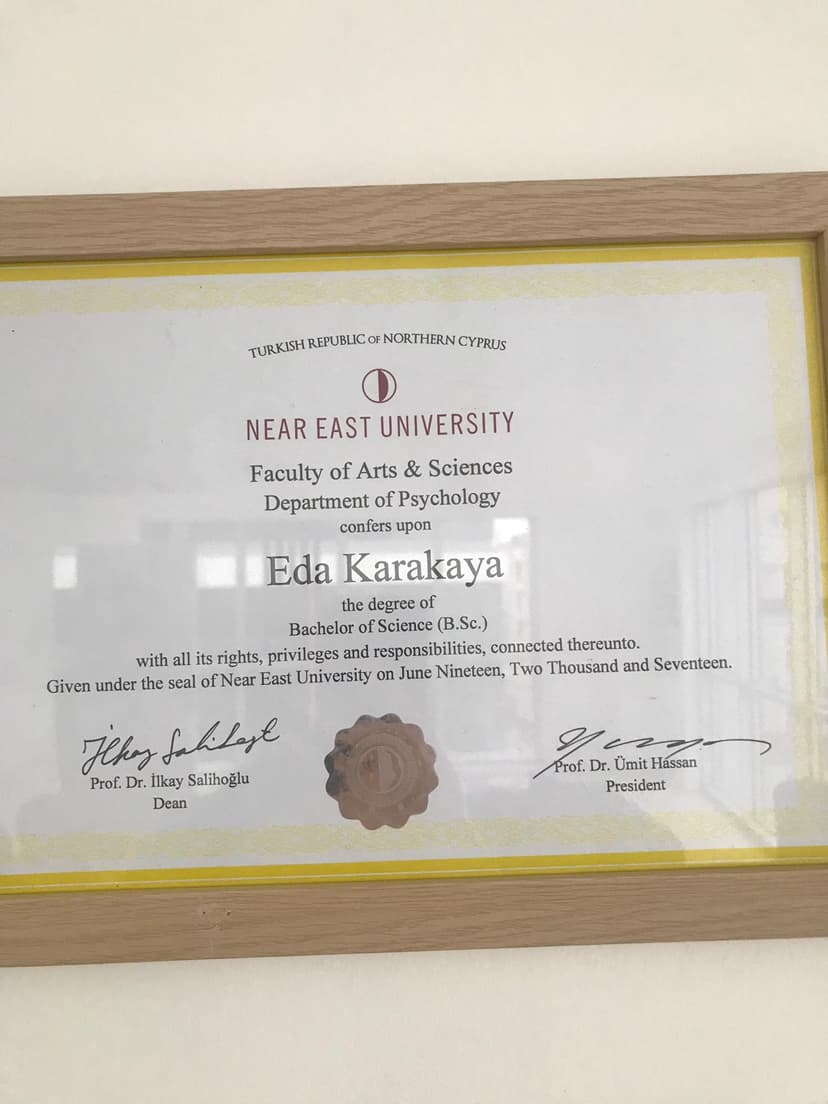 TURKISH REPUBLIC OF NORTHERN CYPRUS
NEAR EAST UNIVERSITY
Faculty of Arts & Sciences
Department of Psychology
confers upon
Eda Karakaya
the degree of
Bachelor of Science (B.Sc.)
with all its rights, privileges and responsibilities, connected thereunto.
Given under the seal of Near East University on June Nineteen, Two Thousand and Seventeen.
İlkay Salihoğlu
Prof. Dr. İlkay Salihoğlu
Dean
Prof. Dr. Ümit Hassan
President